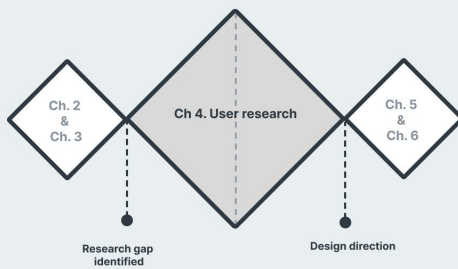 Ch. 2
&
Ch. 3
Ch 4. User research
Ch. 5
&
Ch. 6
Research gap
identified
Design direction